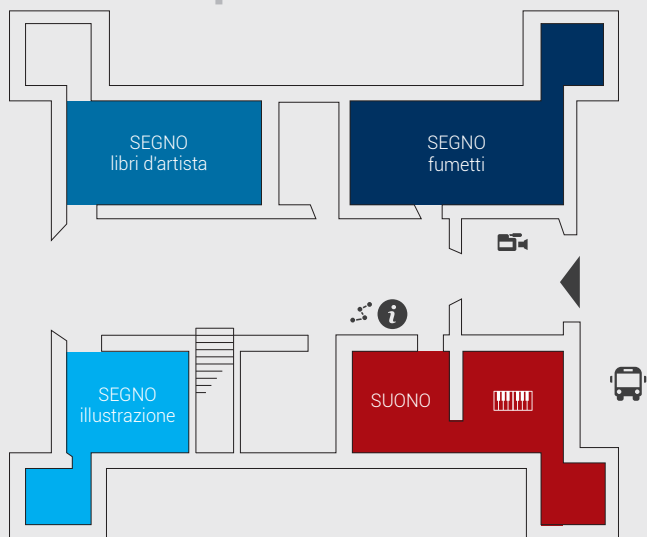 SEGNO
libri d'artista
SEGNO
fumetti
i
SEGNO
illustrazione
SUONO